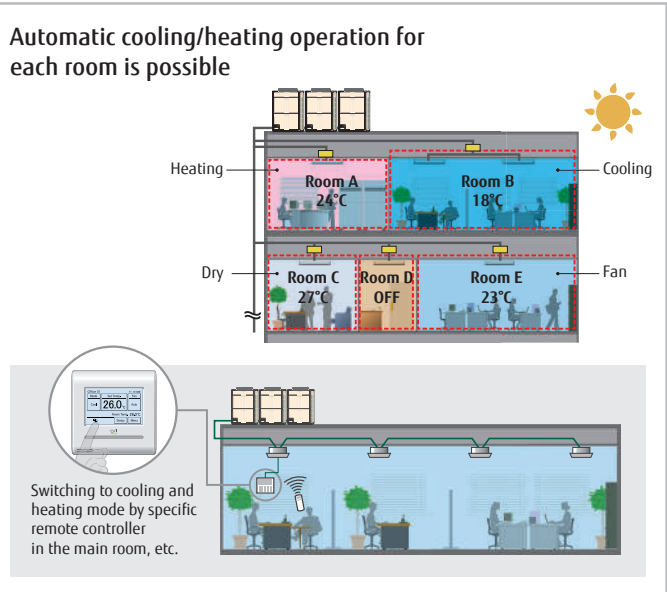 Automatic cooling/heating operation for
each room is possible
Heating
Room A
24°C
Room B
18°C
Cooling
Dry
Room C
27°C
Room D
OFF
Room E
23°C
Fan
26.0
Switching to cooling and
heating mode by specific
remote controller
in the main room, etc.